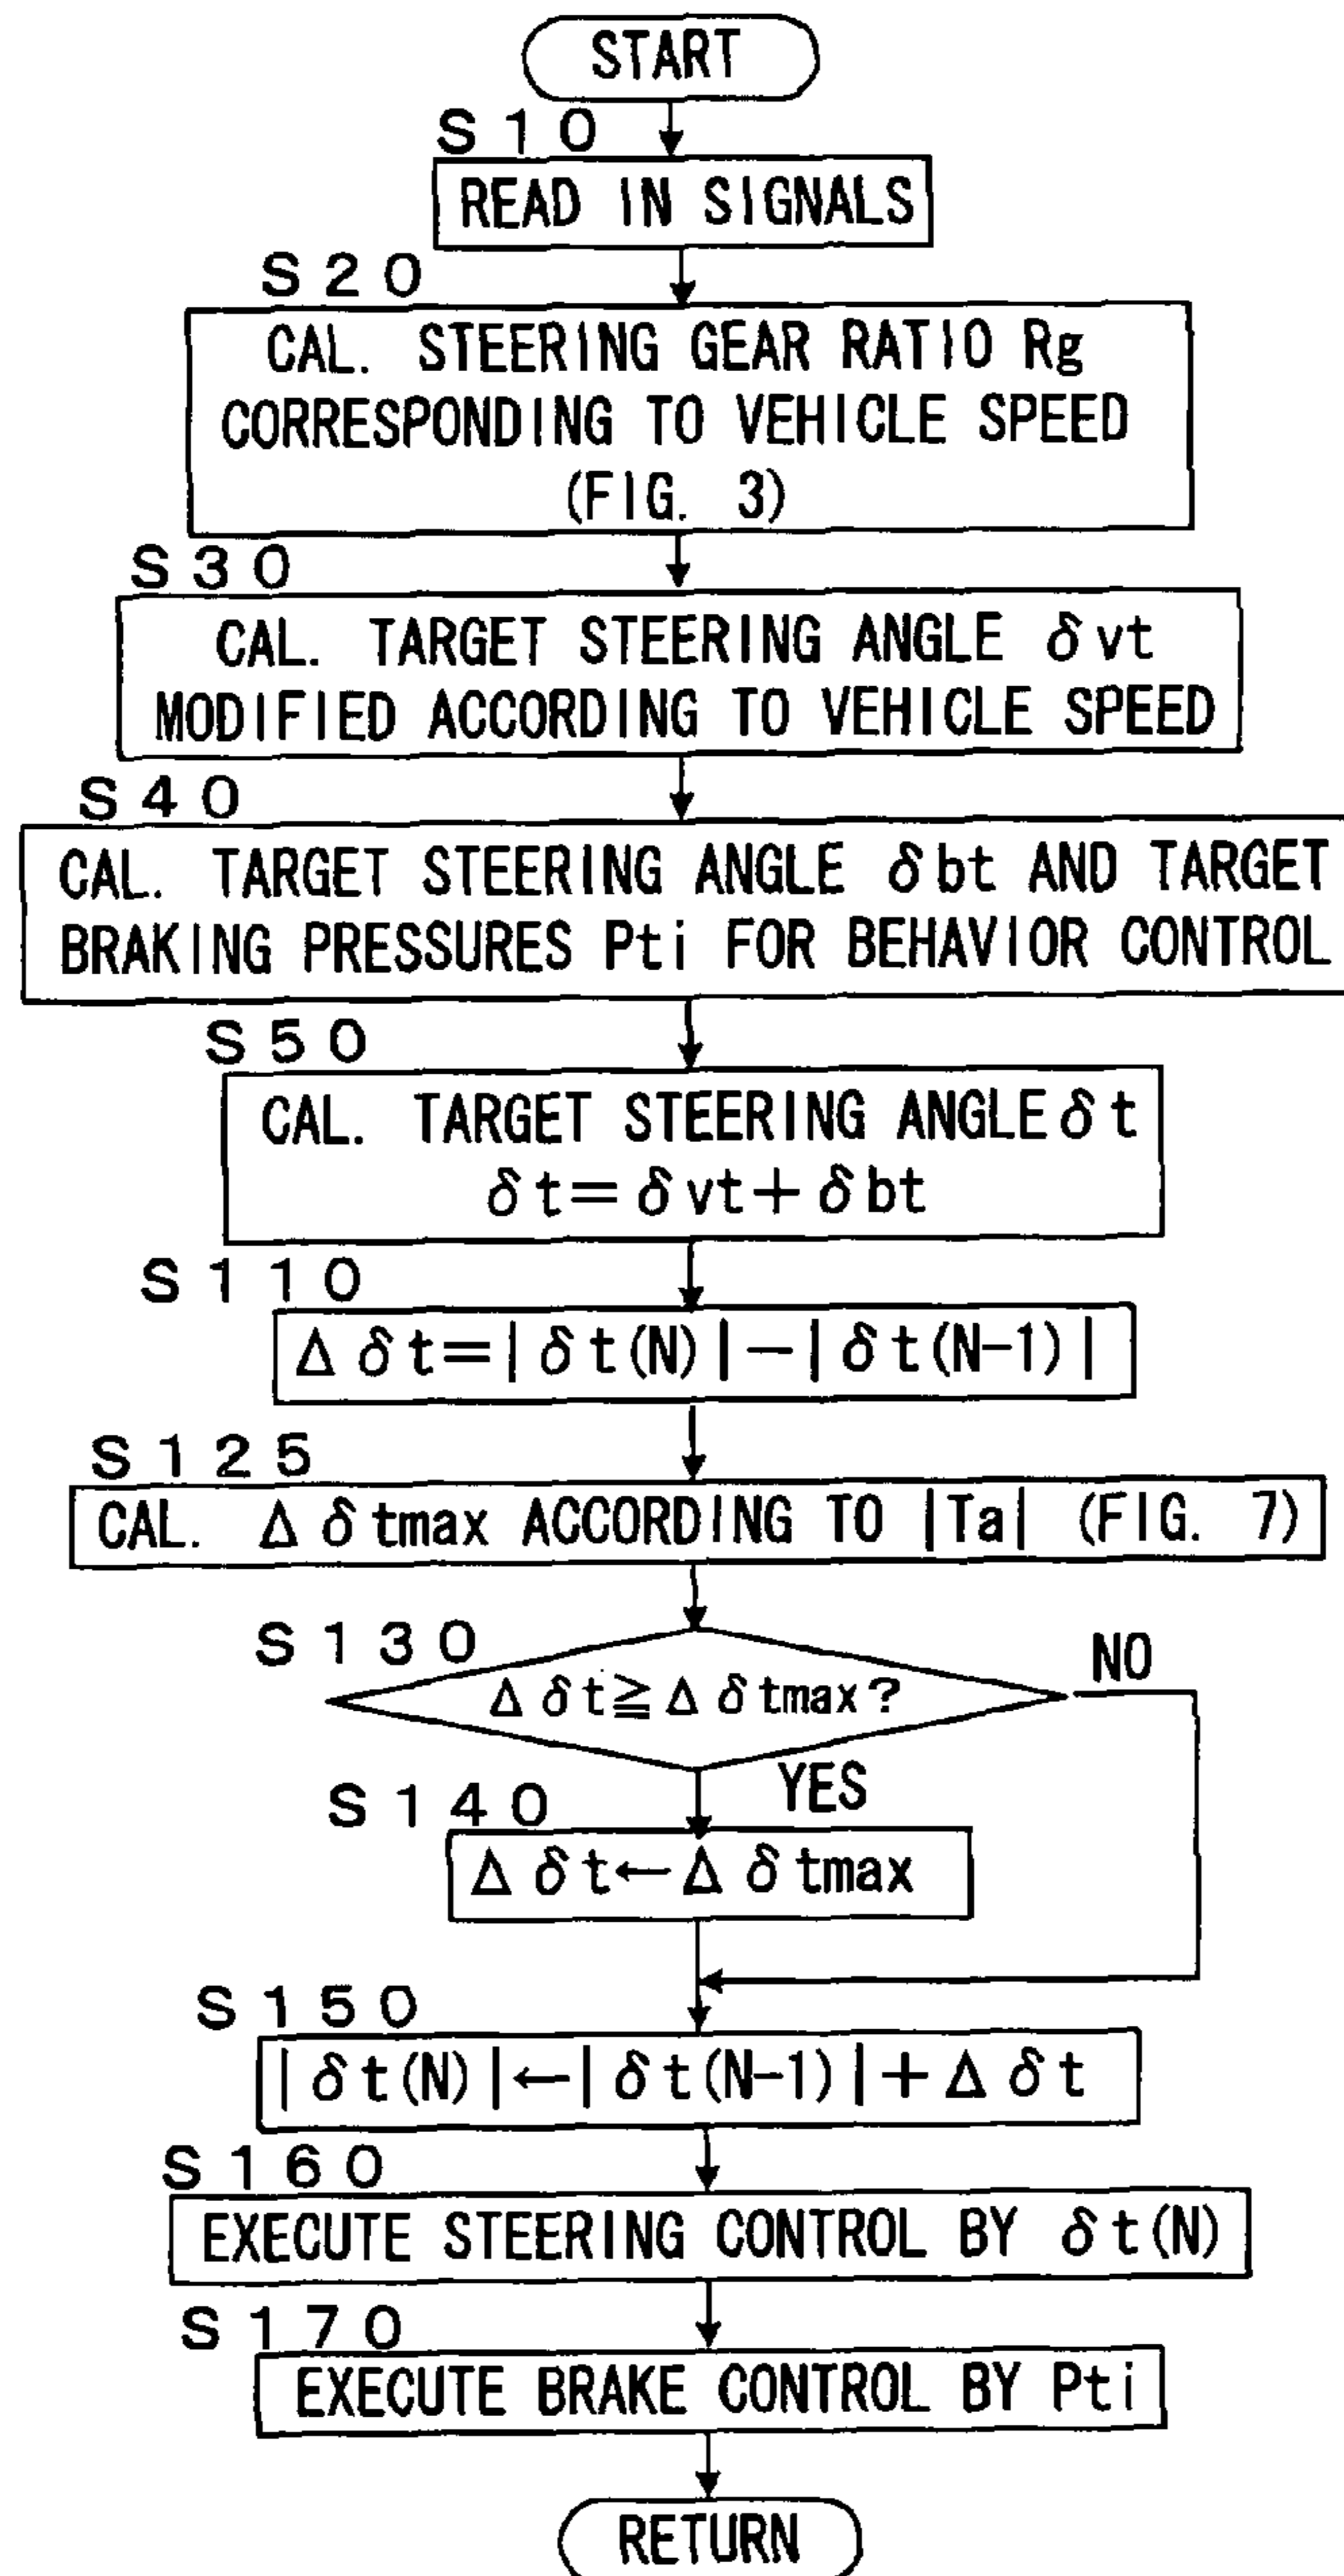 START
S10
READ IN SIGNALS
S20
CAL. STEERING GEAR RATIO Rg
CORRESPONDING TO VEHICLE SPEED
(FIG. 3)
S30
CAL. TARGET STEERING ANGLE δvt
MODIFIED ACCORDING TO VEHICLE SPEED
S40
CAL. TARGET STEERING ANGLE δbt AND TARGET
BRAKING PRESSURES Pti FOR BEHAVIOR CONTROL
S50
CAL. TARGET STEERING ANGLE δt
δt=δvt+δbt
S110
Δδt=|δt(N)|-|δt(N-1)|
S125
CAL. Δδtmax ACCORDING TO |Ta| (FIG. 7)
S130
Δδt≧Δδtmax?
NO
YES
S140
Δδt←Δδtmax
S150
|δt(N)|←|δt(N-1)|+Δδt
S160
EXECUTE STEERING CONTROL BY δt(N)
S170
EXECUTE BRAKE CONTROL BY Pti
RETURN